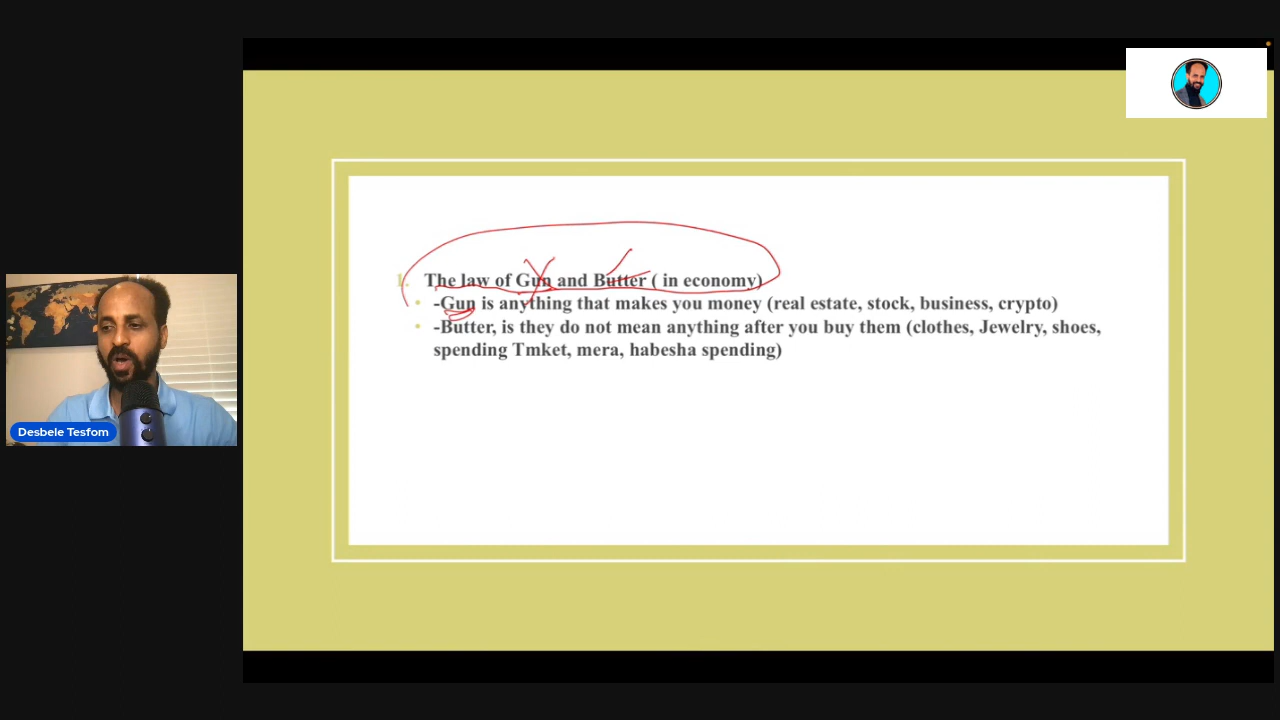 1. The law of Gun and Butter ( in economy)
• -Gun is anything that makes you money (real estate, stock, business, crypto)
• -Butter, is they do not mean anything after you buy them (clothes, Jewelry, shoes,
spending Tmket, mera, habesha spending)
Desbele Tesfom